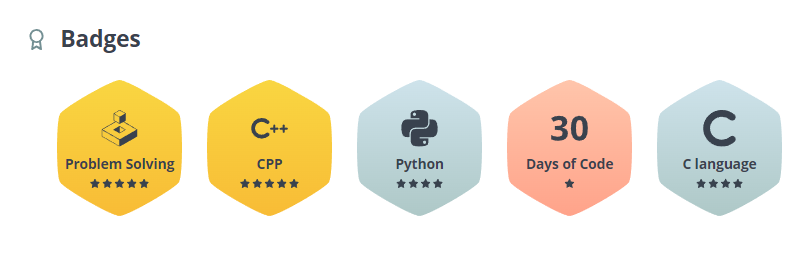 Badges
C++
30
C
Problem Solving
CPP
Python
Days of Code
C language